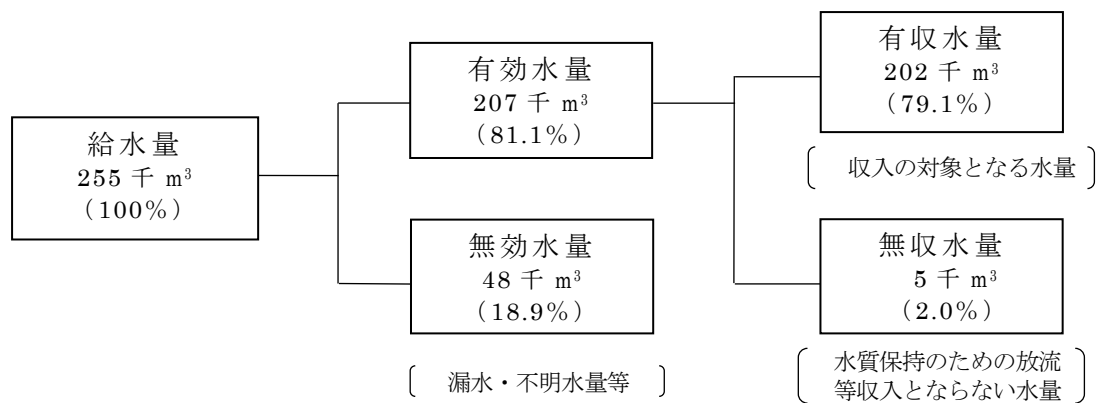 給水量
255 千 m³
（100%）
有効水量
207 千 m³
（81.1%）
無効水量
48 千 m³
（18.9%）
漏水・不明水量等
有収水量
202 千 m³
（79.1%）
収入の対象となる水量
無収水量
5 千 m³
（2.0%）
水質保持のための放流
等収入とならない水量